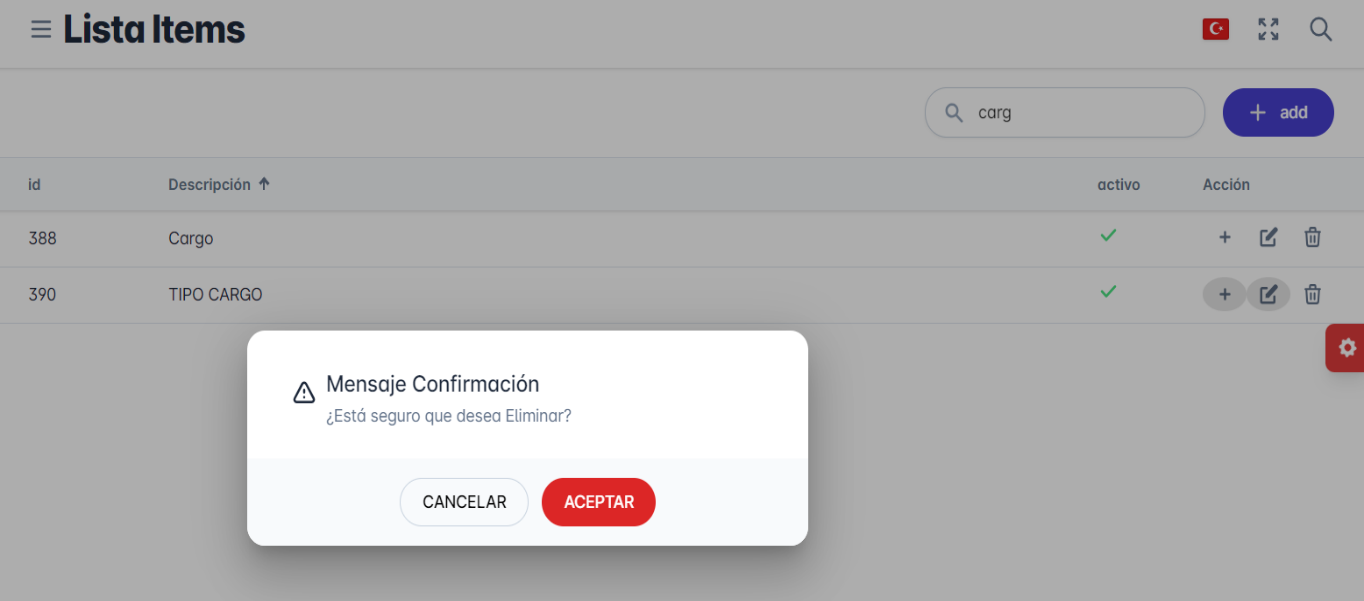 Lista Items
carg
add
id Descripción activo Acción
388 Cargo
390 TIPO CARGO
Mensaje Confirmación
¿Está seguro que desea Eliminar?
CANCELAR ACEPTAR